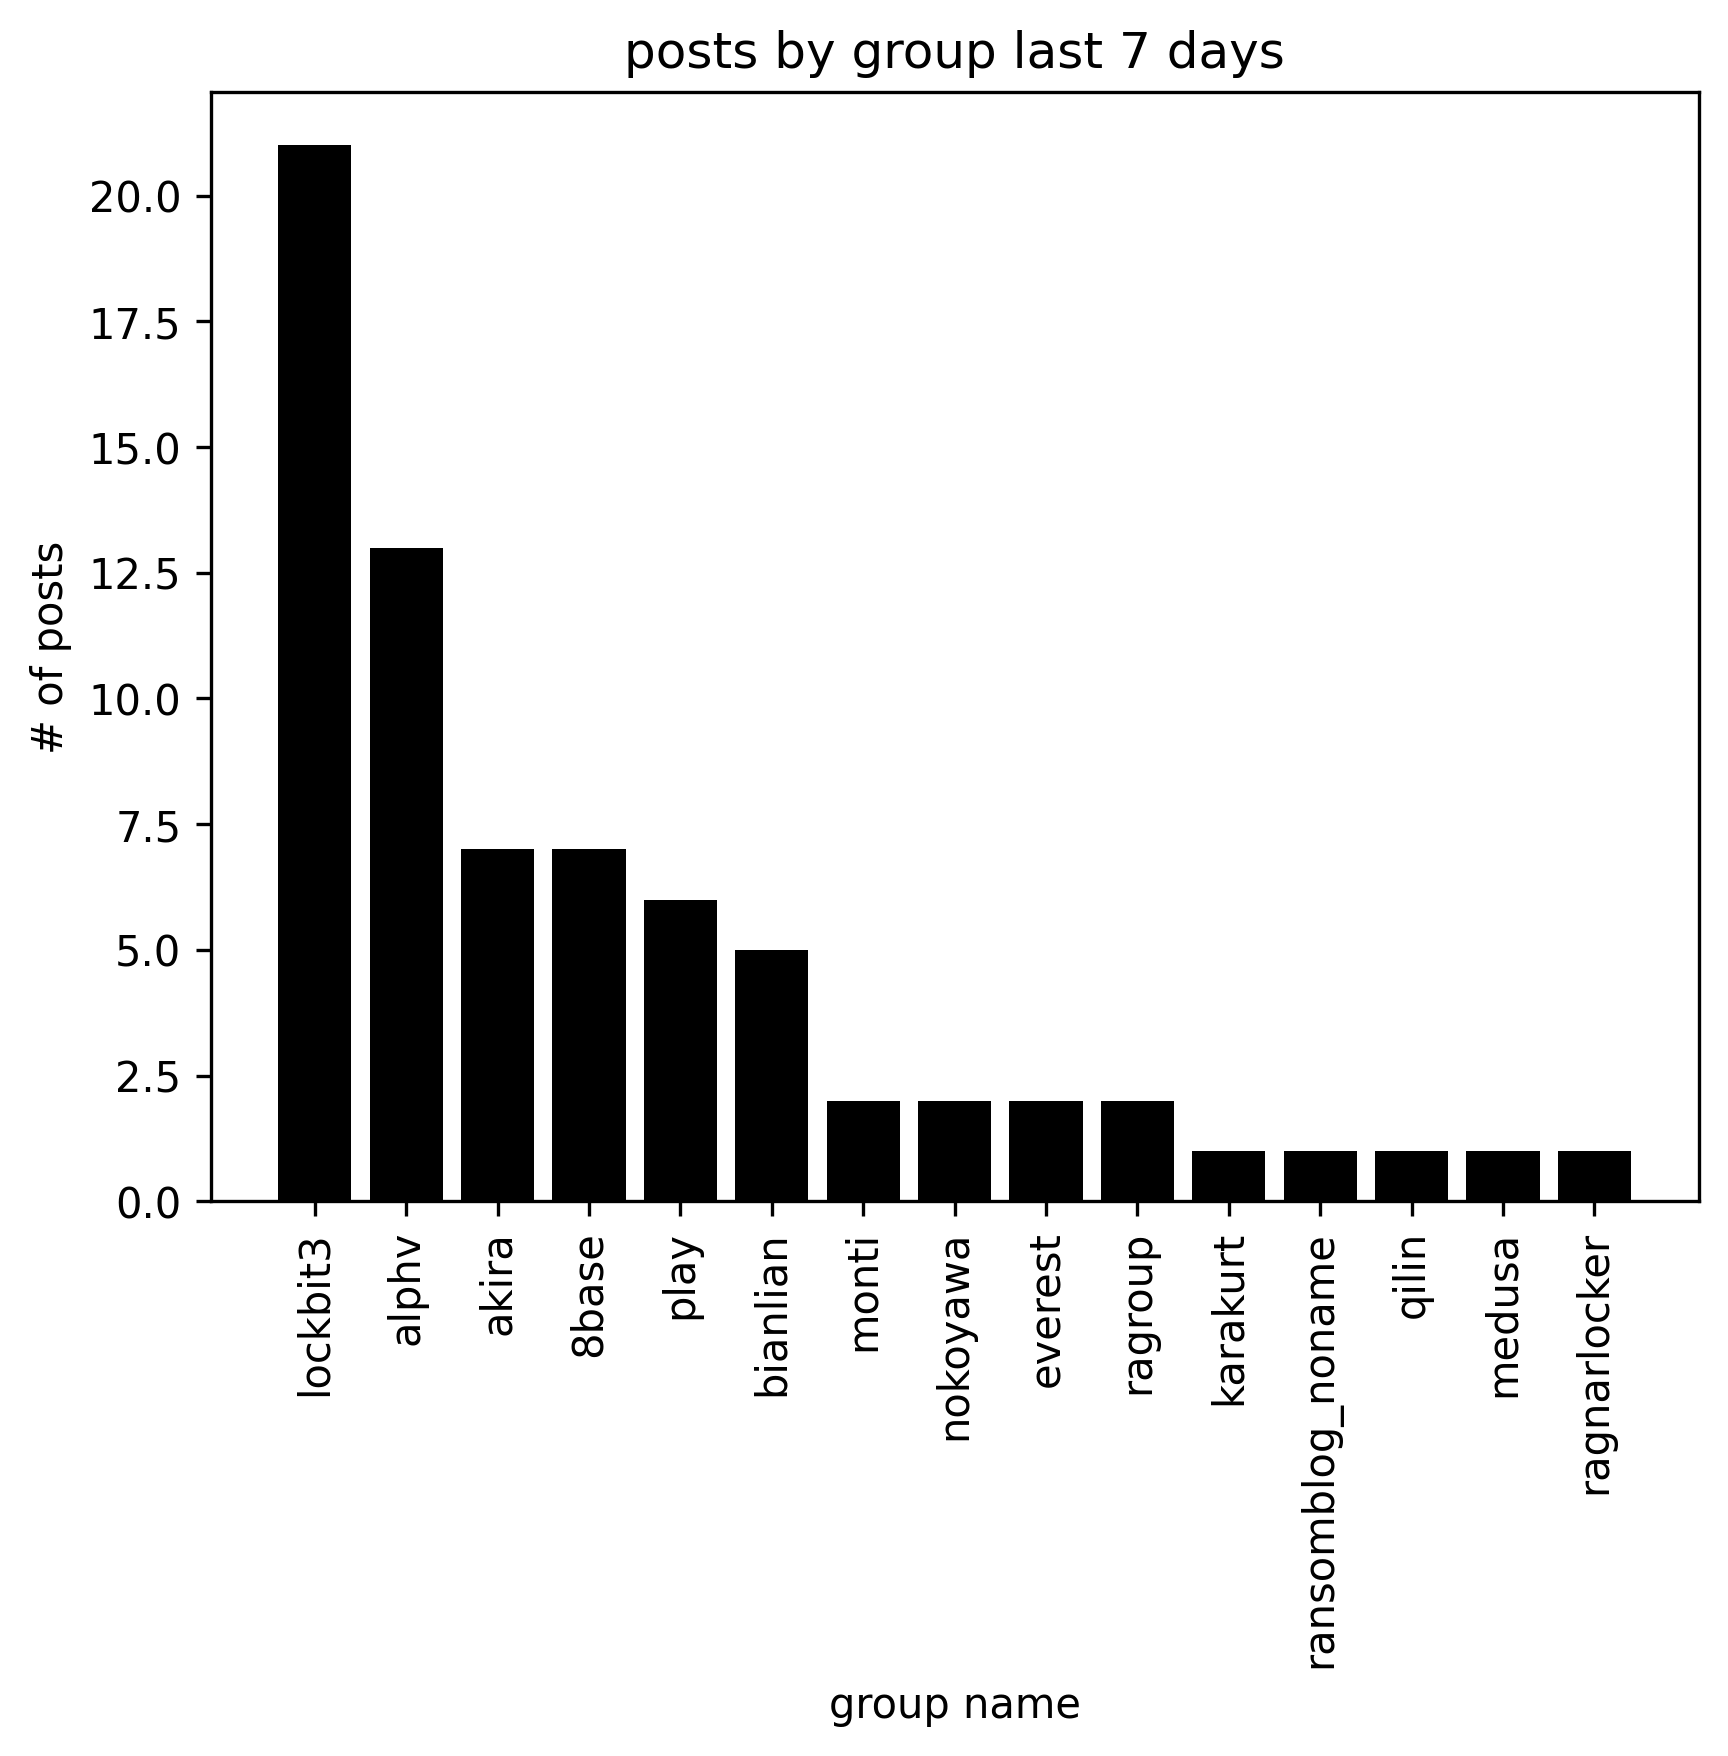 posts by group last 7 days
# of posts
20.0
17.5
15.0
12.5
10.0
7.5
5.0
2.5
0.0
lockbit3
alphv
akira
8base
play
bianlian
monti
nokoyawa
everest
ragroup
karakurt
ransomblog_noname
qilin
medusa
ragnarlocker
group name